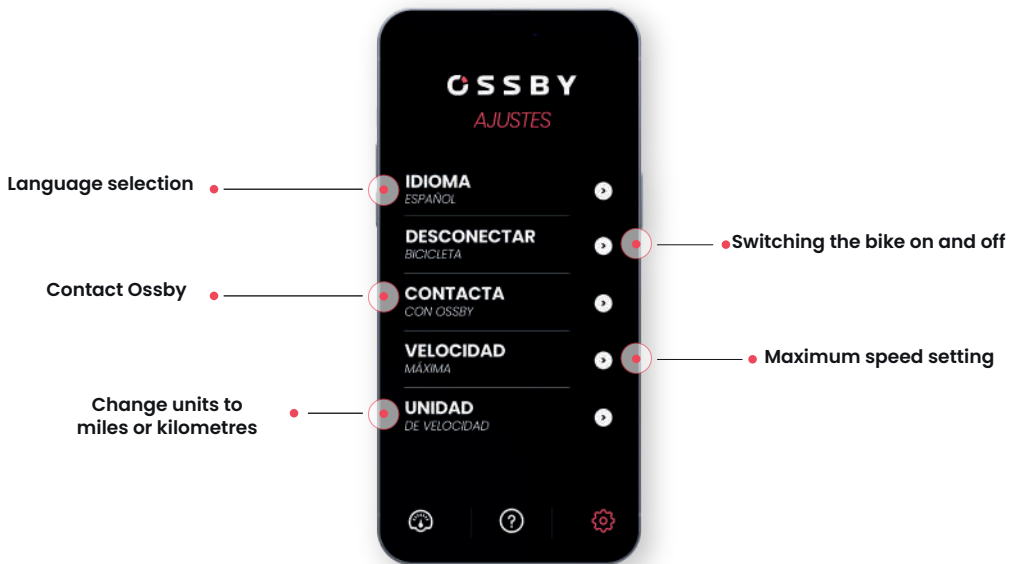 OSSBY
AJUSTES
Language selection
IDIOMA
ESPAÑOL
DESCONECTAR
BICICLETA
Switching the bike on and off
Contact Ossby
CONTACTA
CON OSSBY
VELOCIDAD
MÁXIMA
Maximum speed setting
Change units to
miles or kilometres
UNIDAD
DE VELOCIDAD
?